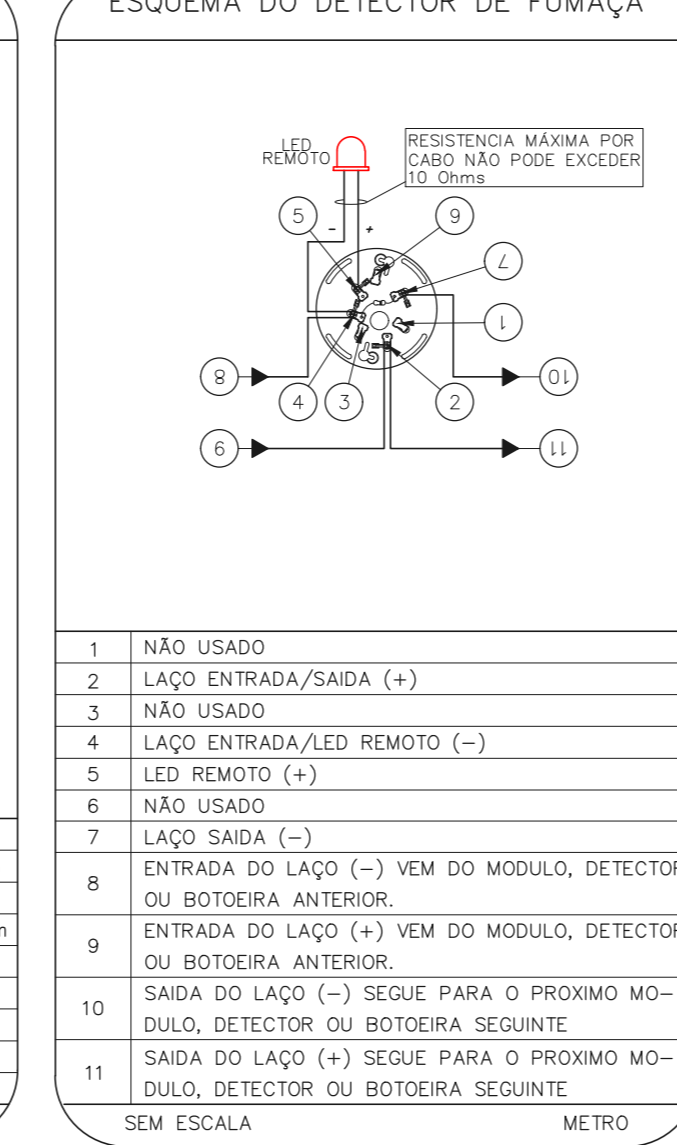 ESQUEMA DO DETECTOR DE FUMAÇA
LED
REMOTO
RESISTENCIA MÁXIMA POR
CABO NÃO PODE EXCEDER
10 Ohms
5
6
- +
7
1
8
10
4
3
2
9
11
1 NÃO USADO
2 LAÇO ENTRADA/SAIDA (+)
3 NÃO USADO
4 LAÇO ENTRADA/LED REMOTO (-)
5 LED REMOTO (+)
6 NÃO USADO
7 LAÇO SAIDA (-)
8 ENTRADA DO LAÇO (-) VEM DO MODULO, DETECTOR
OU BOTOEIRA ANTERIOR.
9 ENTRADA DO LAÇO (+) VEM DO MODULO, DETECTOR
OU BOTOEIRA ANTERIOR.
10 SAIDA DO LAÇO (-) SEGUE PARA O PROXIMO MO-
DULO, DETECTOR OU BOTOEIRA SEGUINTE
11 SAIDA DO LAÇO (+) SEGUE PARA O PROXIMO MO-
DULO, DETECTOR OU BOTOEIRA SEGUINTE
SEM ESCALA METRO